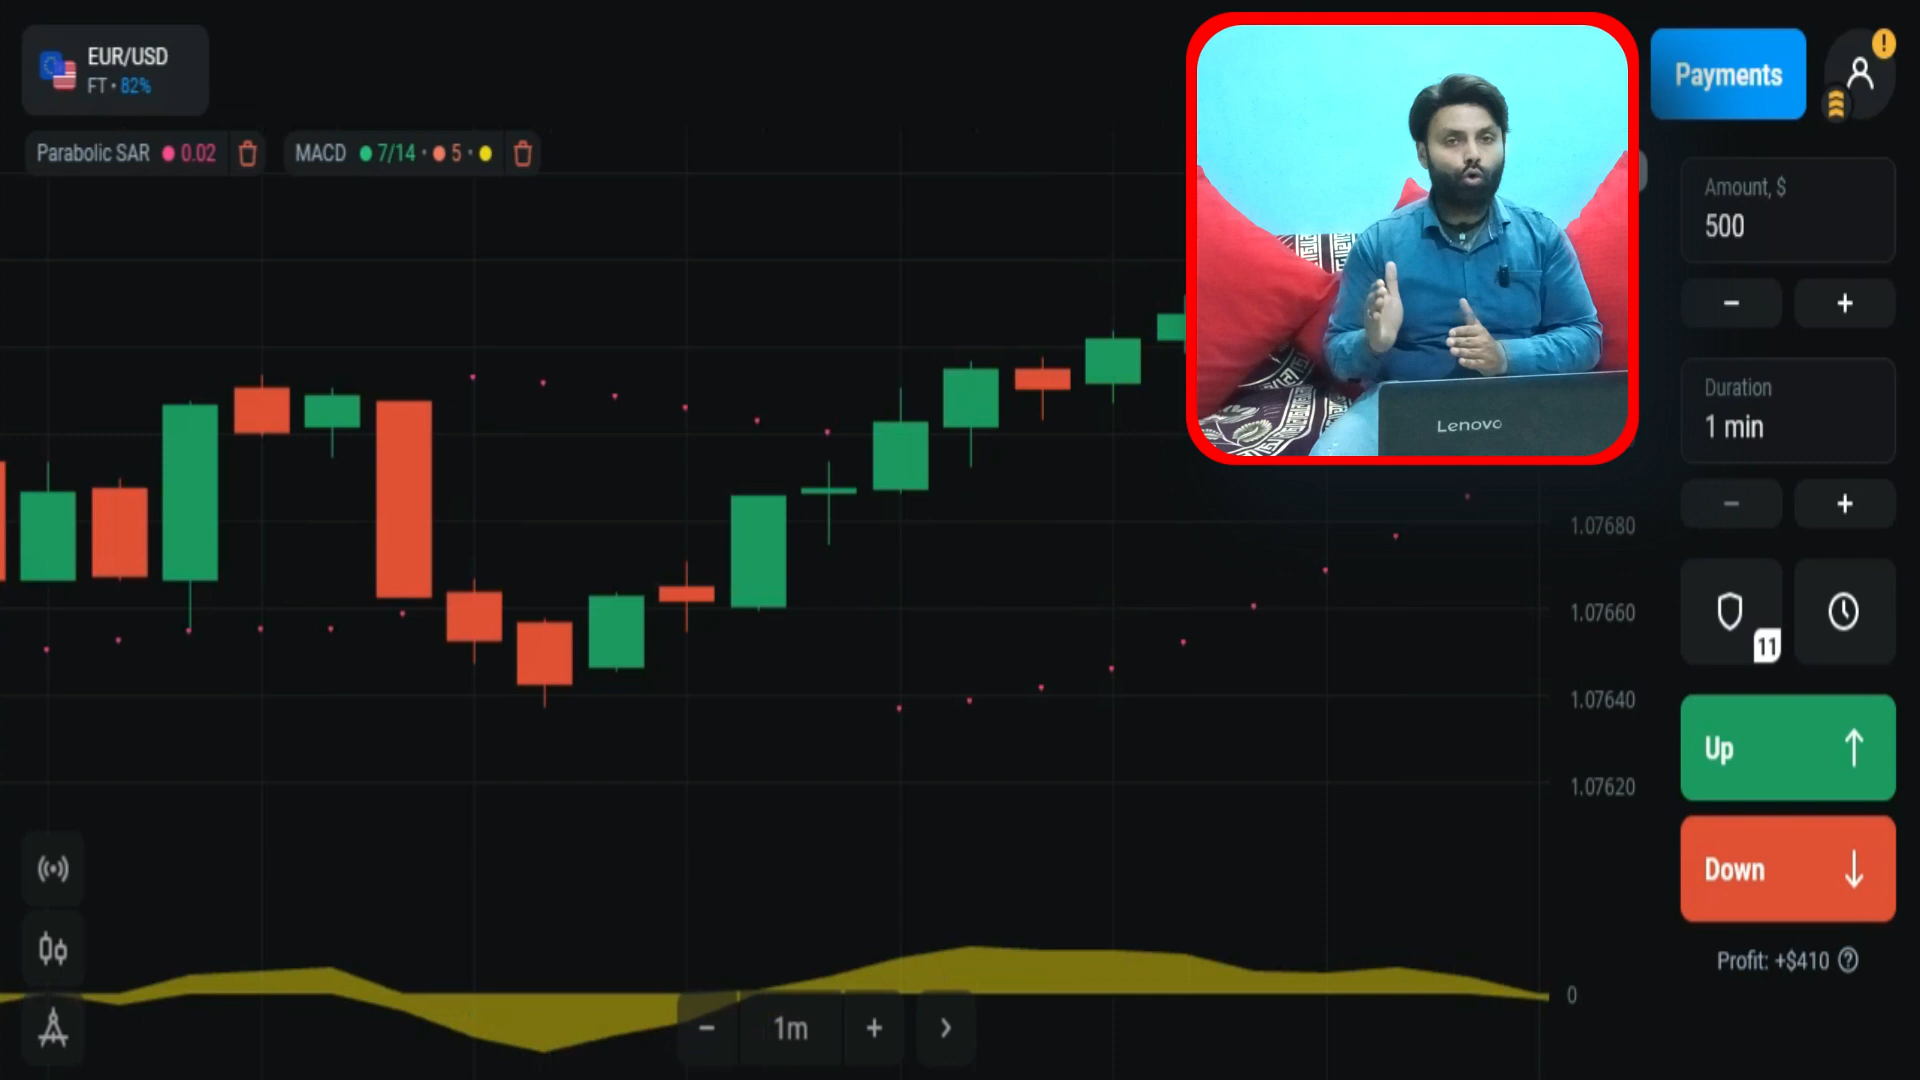 EUR/USD
FT • 82%
Parabolic SAR 0.02
MACD 7/14 • 5 •
Payments
!
Amount, $
500
− +
Duration
1 min
− +
11
Up
Down
Profit: +$410 ?
Lenovo
1.07680
1.07660
1.07640
1.07620
0
− 1m + >